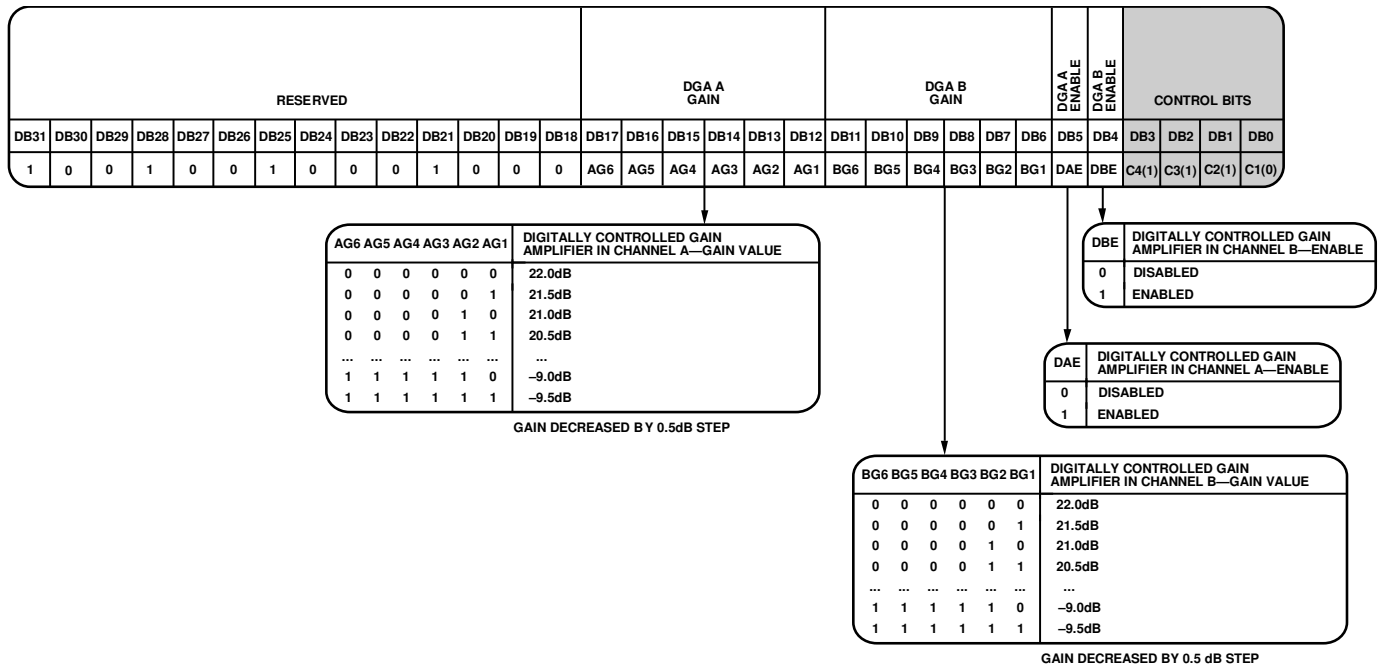 RESERVED
DGA A
GAIN
DGA B
GAIN
DGA A
ENABLE
DGA B
ENABLE
CONTROL BITS
DB31 DB30 DB29 DB28 DB27 DB26 DB25 DB24 DB23 DB22 DB21 DB20 DB19 DB18 DB17 DB16 DB15 DB14 DB13 DB12 DB11 DB10 DB9 DB8 DB7 DB6 DB5 DB4 DB3 DB2 DB1 DB0
1 0 0 1 0 0 1 0 0 0 1 0 0 0 AG6 AG5 AG4 AG3 AG2 AG1 BG6 BG5 BG4 BG3 BG2 BG1 DAE DBE C4(1) C3(1) C2(1) C1(0)
AG6 AG5 AG4 AG3 AG2 AG1 DIGITALLY CONTROLLED GAIN
AMPLIFIER IN CHANNEL A—GAIN VALUE
0 0 0 0 0 0 22.0dB
0 0 0 0 0 1 21.5dB
0 0 0 0 1 0 21.0dB
0 0 0 0 1 1 20.5dB
... ... ... ... ... ... ...
1 1 1 1 1 0 –9.0dB
1 1 1 1 1 1 –9.5dB
GAIN DECREASED BY 0.5dB STEP
DBE DIGITALLY CONTROLLED GAIN
AMPLIFIER IN CHANNEL B—ENABLE
0 DISABLED
1 ENABLED
DAE DIGITALLY CONTROLLED GAIN
AMPLIFIER IN CHANNEL A—ENABLE
0 DISABLED
1 ENABLED
BG6 BG5 BG4 BG3 BG2 BG1 DIGITALLY CONTROLLED GAIN
AMPLIFIER IN CHANNEL B—GAIN VALUE
0 0 0 0 0 0 22.0dB
0 0 0 0 0 1 21.5dB
0 0 0 0 1 0 21.0dB
0 0 0 0 1 1 20.5dB
... ... ... ... ... ... ...
1 1 1 1 1 0 –9.0dB
1 1 1 1 1 1 –9.5dB
GAIN DECREASED BY 0.5 dB STEP